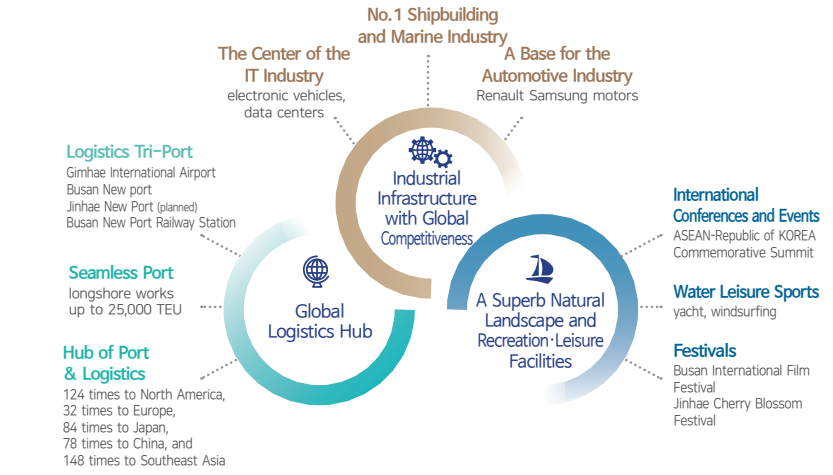 No.1 Shipbuilding
and Marine Industry
The Center of the
IT Industry
electronic vehicles,
data centers
A Base for the
Automotive Industry
Renault Samsung motors
Industrial
Infrastructure
with Global
Competitiveness
Logistics Tri-Port
Gimhae International Airport
Busan New port
Jinhae New Port (planned)
Busan New Port Railway Station
Seamless Port
longshore works
up to 25,000 TEU
Hub of Port
& Logistics
124 times to North America,
32 times to Europe,
84 times to Japan,
78 times to China, and
148 times to Southeast Asia
Global
Logistics Hub
A Superb Natural
Landscape and
Recreation·Leisure
Facilities
International
Conferences and Events
ASEAN-Republic of KOREA
Commemorative Summit
Water Leisure Sports
yacht, windsurfing
Festivals
Busan International Film
Festival
Jinhae Cherry Blossom
Festival